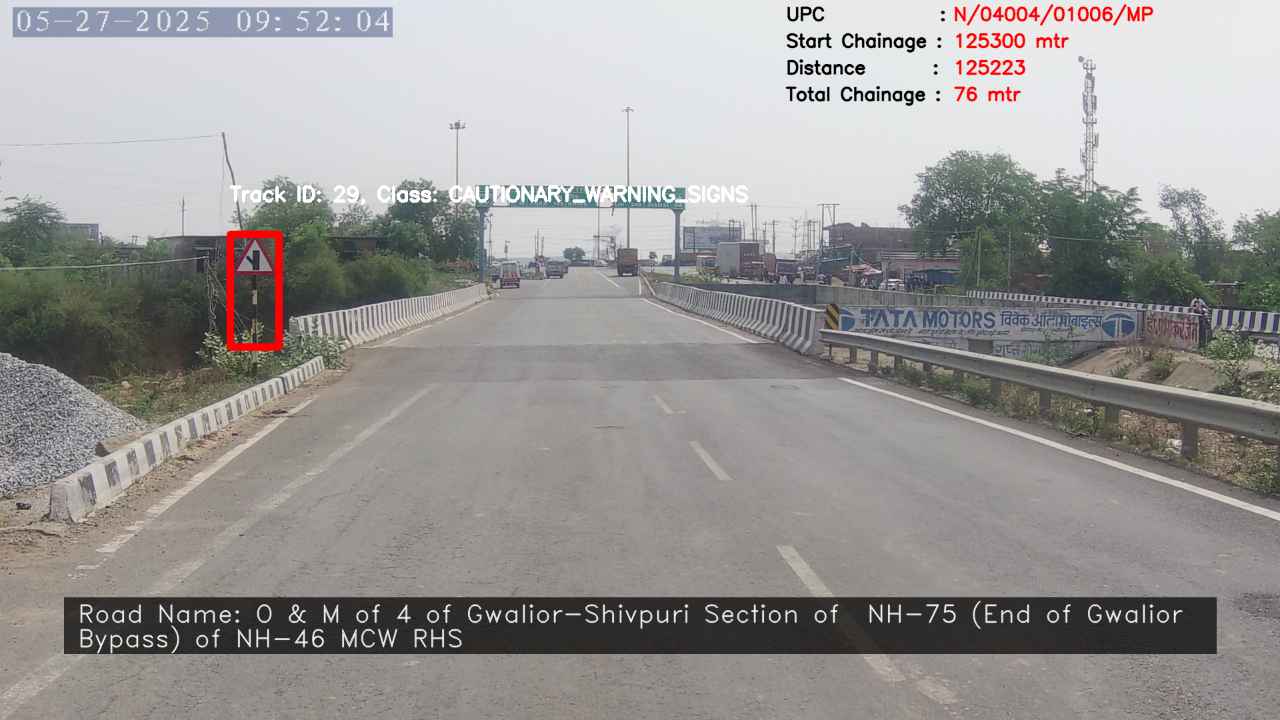 05-27-2025 09:52:04
UPC : N/04004/01006/MP
Start Chainage : 125300 mtr
Distance : 125223
Total Chainage : 76 mtr
Track ID: 29, Class: CAUTIONARY_WARNING_SIGNS
TATA MOTORS विवेक ऑटोमोबाइल्स
Road Name: O & M of 4 of Gwalior-Shivpuri Section of NH-75 (End of Gwalior
Bypass) of NH-46 MCW RHS